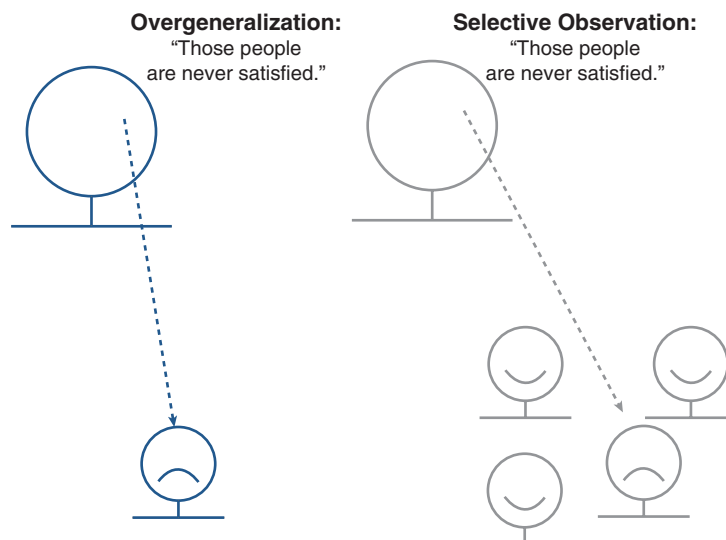 Overgeneralization:
“Those people
are never satisfied.”
Selective Observation:
“Those people
are never satisfied.”